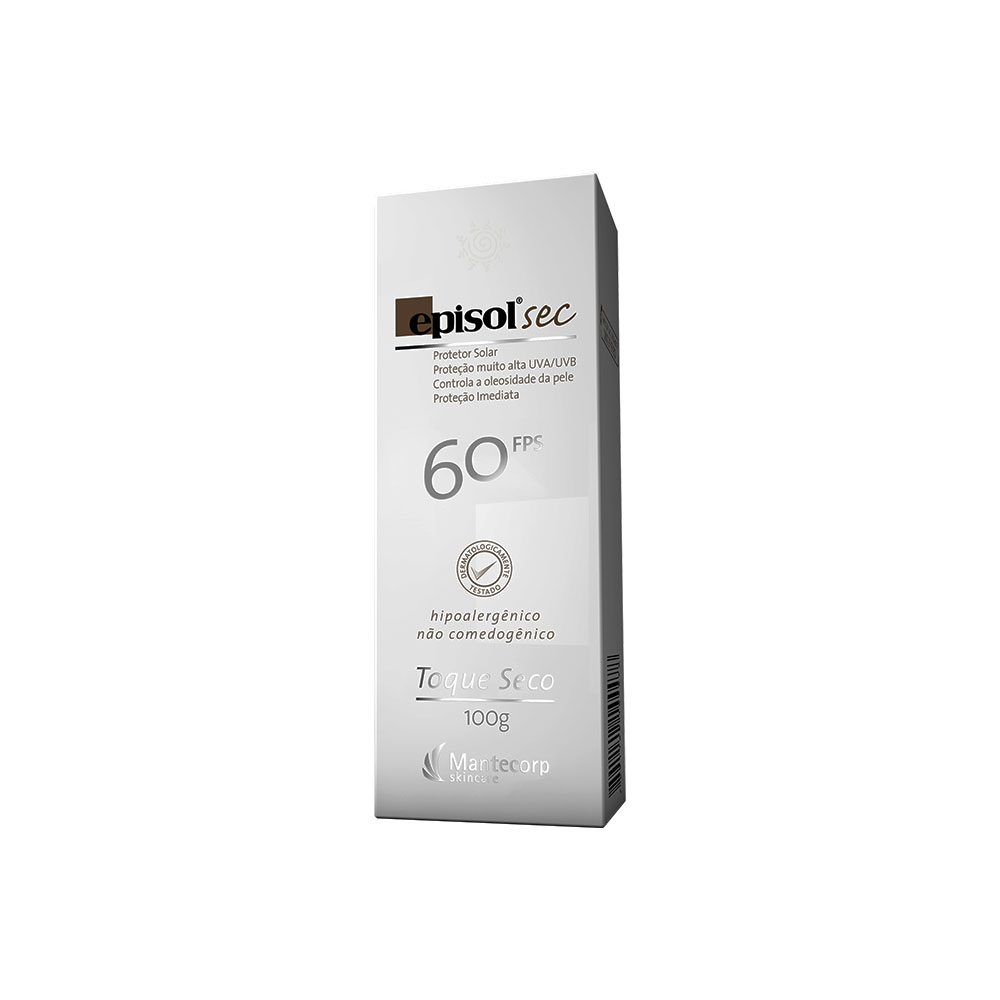 episol® sec
Protetor Solar
Proteção muito alta UVA/UVB
Controla a oleosidade da pele
Proteção Imediata
60 FPS
DERMATOLOGICAMENTE
TESTADO
hipoalergênico
não comedogênico
Toque Seco
100g
Mantecorp
skincare